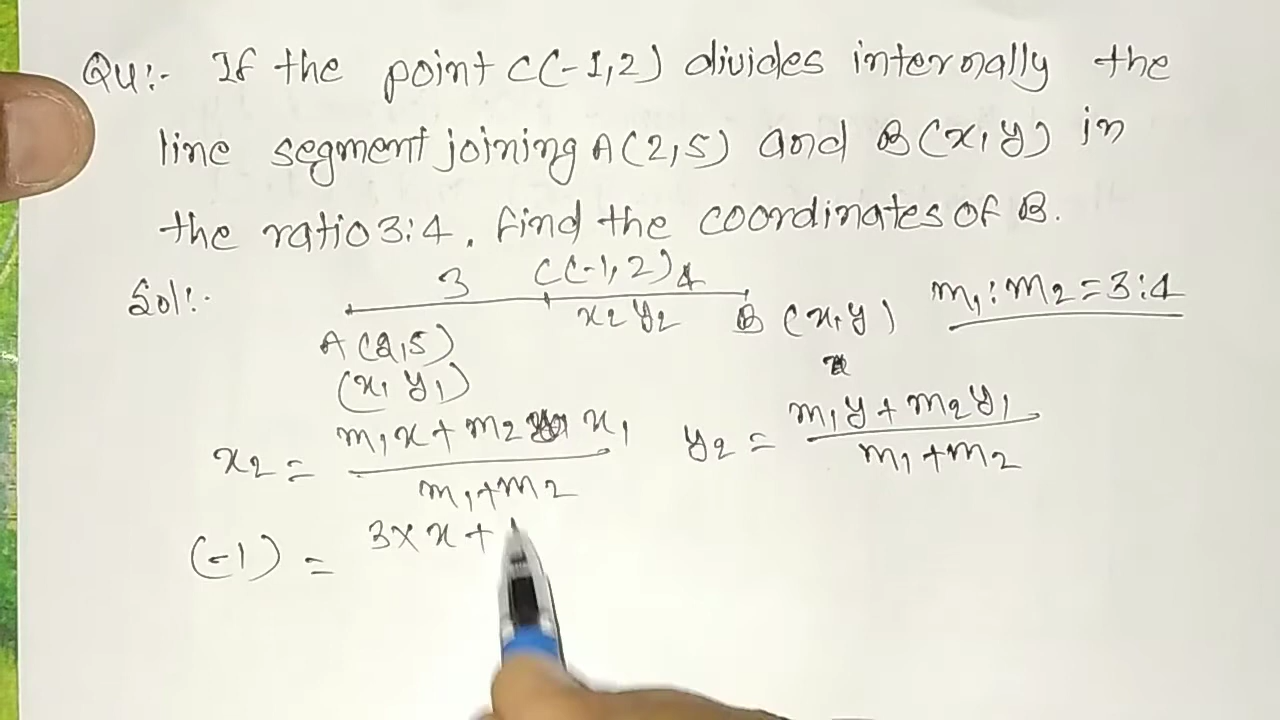 Qu:- If the point C(-1,2) divides internally the
line segment joining A(2,5) and B(x,y) in
the ratio 3:4. find the coordinates of B.
Sol:- 3 C(-1,2) 4 m₁:m₂=3:4
A(2,5) x₂ y₂ B (x,y)
(x₁ y₁) x
x₂ = m₁x + m₂ x₁ / m₁+m₂ y₂ = m₁y + m₂y₁ / m₁+m₂
(-1) = 3×x+